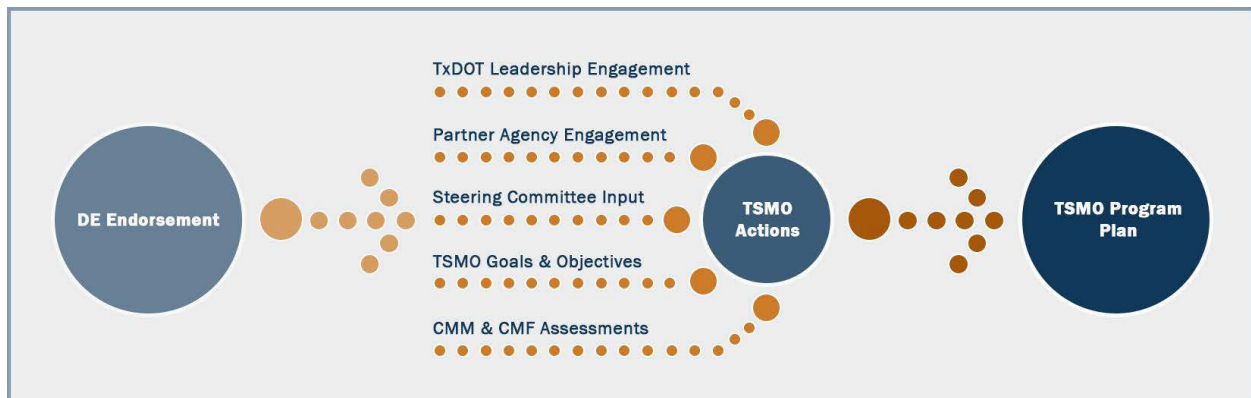 DE Endorsement
TxDOT Leadership Engagement
Partner Agency Engagement
Steering Committee Input
TSMO Goals & Objectives
CMM & CMF Assessments
TSMO
Actions
TSMO Program
Plan